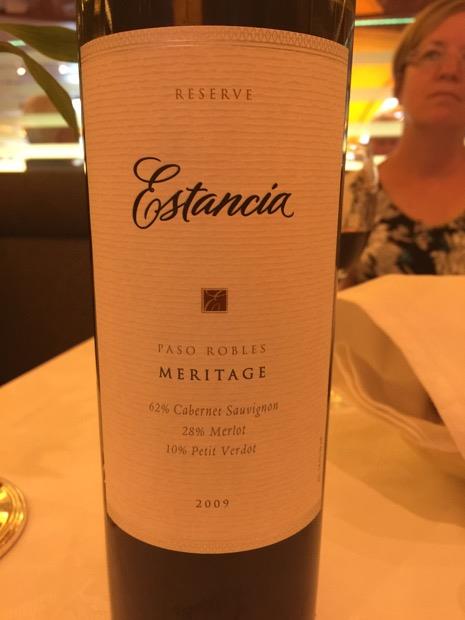 RESERVE
Estancia
PASO ROBLES
MERITAGE
62% Cabernet Sauvignon
28% Merlot
10% Petit Verdot
2009